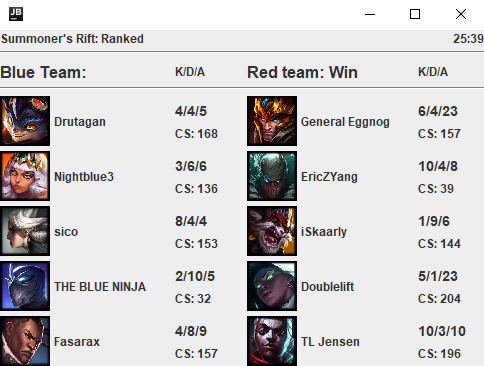 JB
Summoner's Rift: Ranked 25:39
Blue Team: K/D/A Red team: Win K/D/A
Drutagan 4/4/5 CS: 168 General Eggnog 6/4/23 CS: 157
Nightblue3 3/6/6 CS: 136 EricZYang 10/4/8 CS: 39
sico 8/4/4 CS: 153 iSkaarly 1/9/6 CS: 144
THE BLUE NINJA 2/10/5 CS: 32 Doublelift 5/1/23 CS: 204
Fasarax 4/8/9 CS: 157 TL Jensen 10/3/10 CS: 196